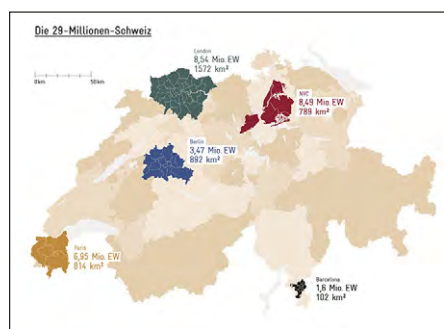 Die 29-Millionen-Schweiz
0km 50km
London
8,54 Mio. EW
1572 km²
NYC
8,49 Mio. EW
789 km²
Berlin
3,47 Mio. EW
892 km²
Paris
6,95 Mio. EW
814 km²
Barcelona
1,6 Mio. EW
102 km²